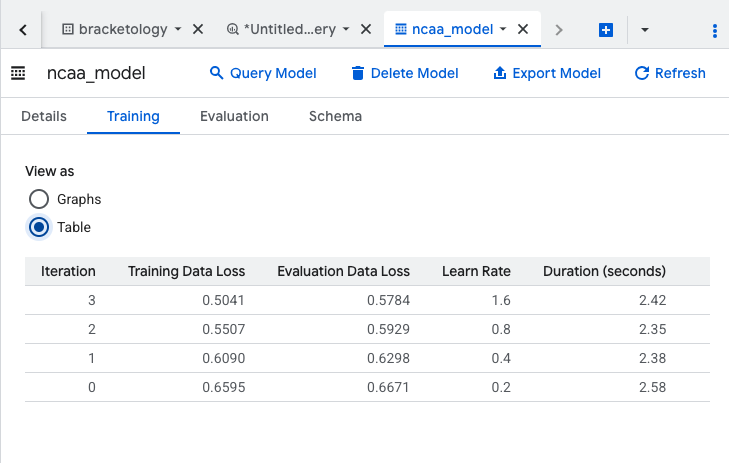 bracketology *Untitled...ery ncaa_model
ncaa_model Query Model Delete Model Export Model Refresh
Details Training Evaluation Schema
View as
Graphs
Table
Iteration Training Data Loss Evaluation Data Loss Learn Rate Duration (seconds)
3 0.5041 0.5784 1.6 2.42
2 0.5507 0.5929 0.8 2.35
1 0.6090 0.6298 0.4 2.38
0 0.6595 0.6671 0.2 2.58